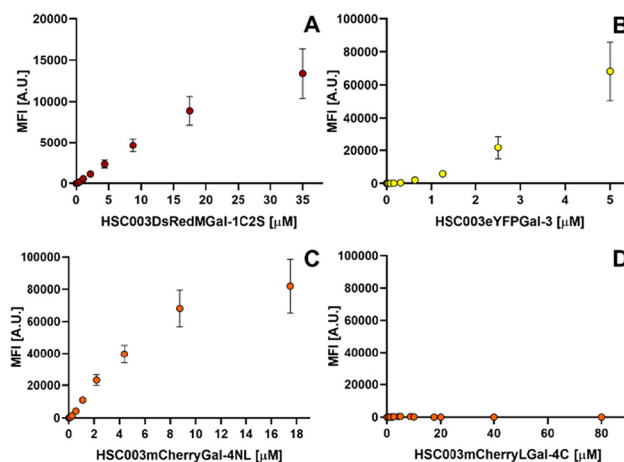 A
MFI [A.U.]
20000
15000
10000
5000
0
0 5 10 15 20 25 30 35
HSC003DsRedMGal-1C2S [µM]
B
MFI [A.U.]
100000
80000
60000
40000
20000
0
0 1 2 3 4 5
HSC003eYFPGal-3 [µM]
C
MFI [A.U.]
100000
80000
60000
40000
20000
0
0 2 4 6 8 10 12 14 16 18
HSC003mCherryGal-4NL [µM]
D
MFI [A.U.]
100000
80000
60000
40000
20000
0
0 20 40 60 80
HSC003mCherryLGal-4C [µM]